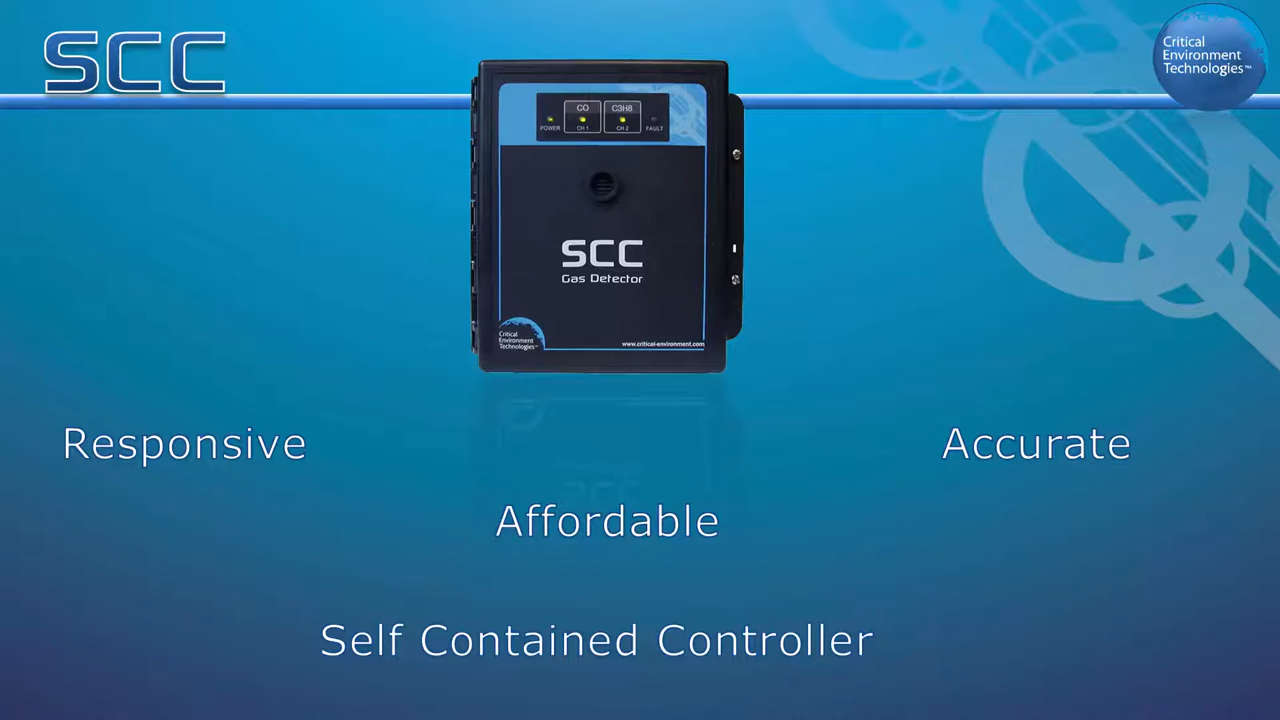 SCC
Critical
Environment
Technologies™
CO C3H8
POWER CH 1 CH 2 FAULT
SCC
Gas Detector
Critical
Environment
Technologies™
www.critical-environment.com
Responsive
Accurate
Affordable
Self Contained Controller